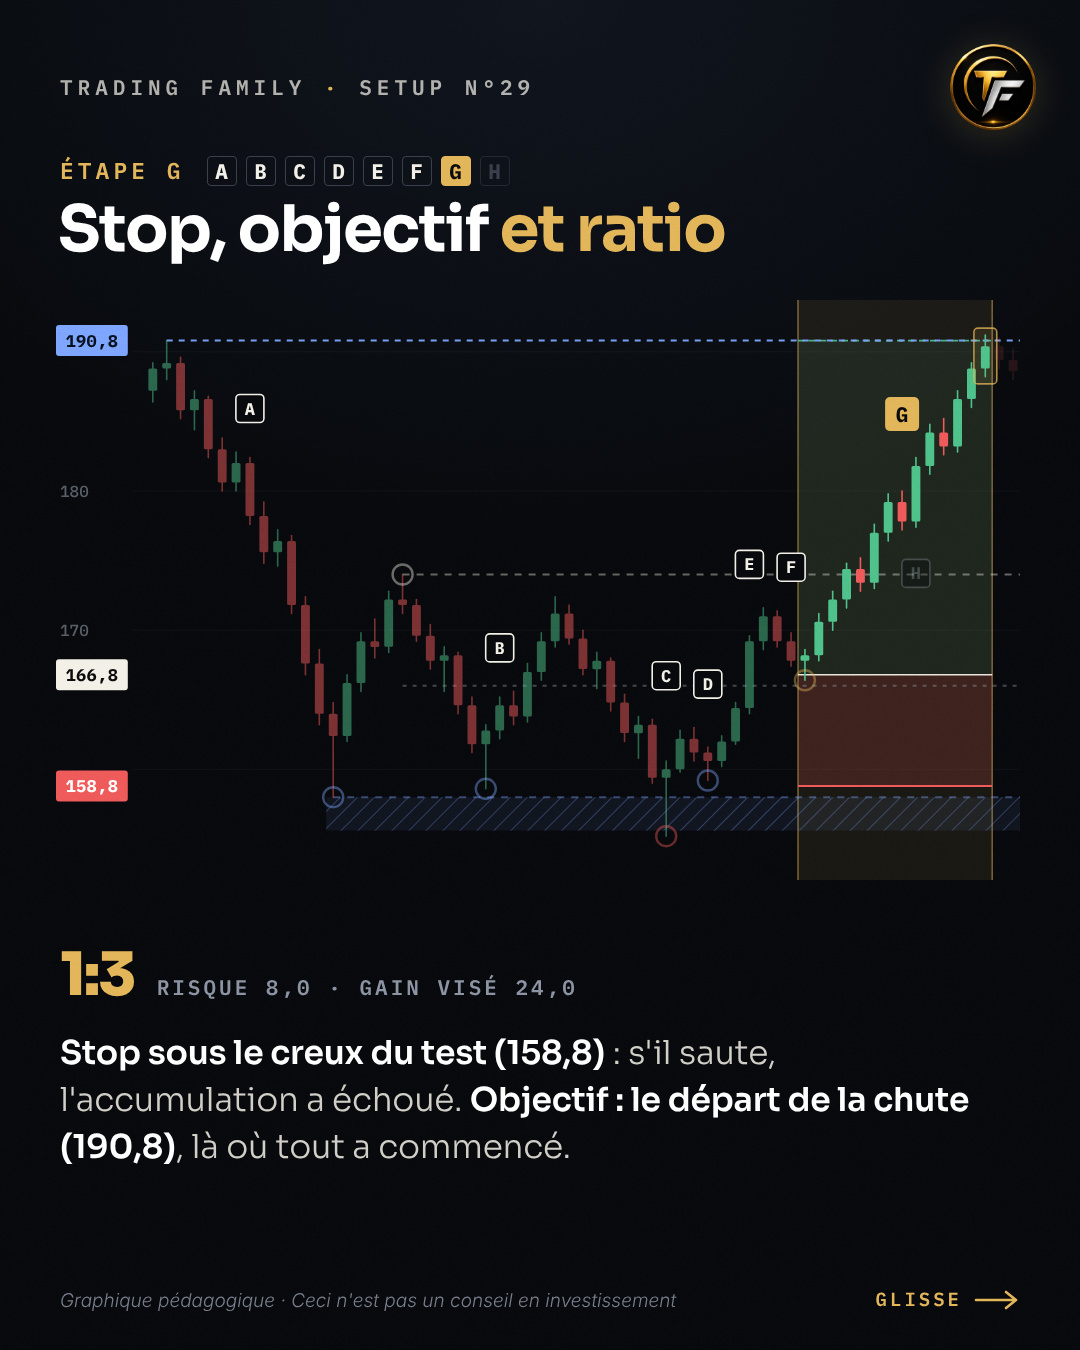 TRADING FAMILY · SETUP N°29
TF
ÉTAPE G A B C D E F G H
Stop, objectif et ratio
190,8
A
G
180
E F H
170
B
166,8
C D
158,8
1:3 RISQUE 8,0 · GAIN VISÉ 24,0
Stop sous le creux du test (158,8) : s'il saute,
l'accumulation a échoué. Objectif : le départ de la chute
(190,8), là où tout a commencé.
Graphique pédagogique · Ceci n'est pas un conseil en investissement
GLISSE →